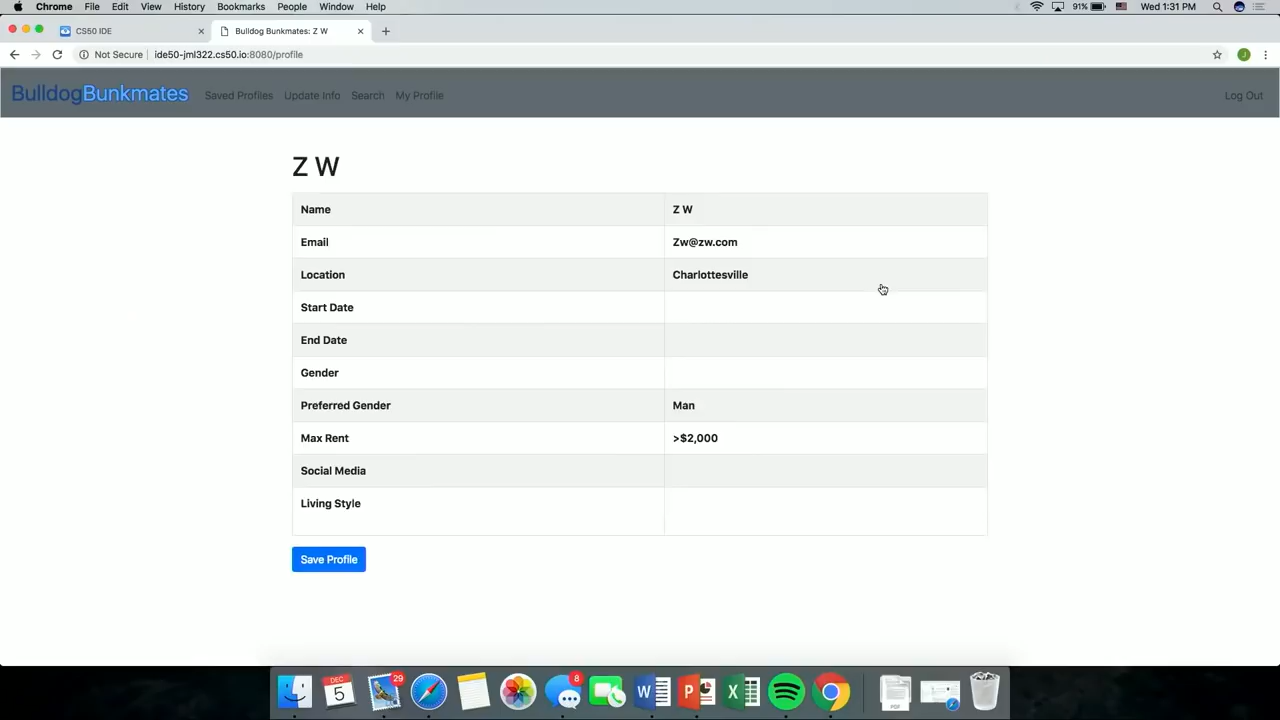 Chrome File Edit View History Bookmarks People Window Help 91% Wed 1:31 PM
CS50 IDE Bulldog Bunkmates: Z W
Not Secure ide50-jml322.cs50.io:8080/profile J
BulldogBunkmates Saved Profiles Update Info Search My Profile Log Out
Z W
Name Z W
Email Zw@zw.com
Location Charlottesville
Start Date
End Date
Gender
Preferred Gender Man
Max Rent >$2,000
Social Media
Living Style
Save Profile
DEC 5 29 8 W P X PDF